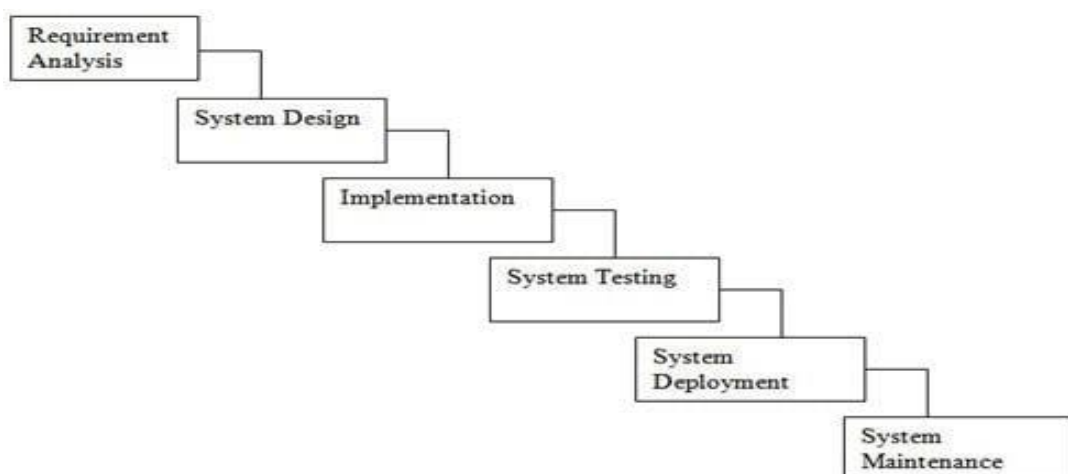 Requirement
Analysis
System Design
Implementation
System Testing
System
Deployment
System
Maintenance